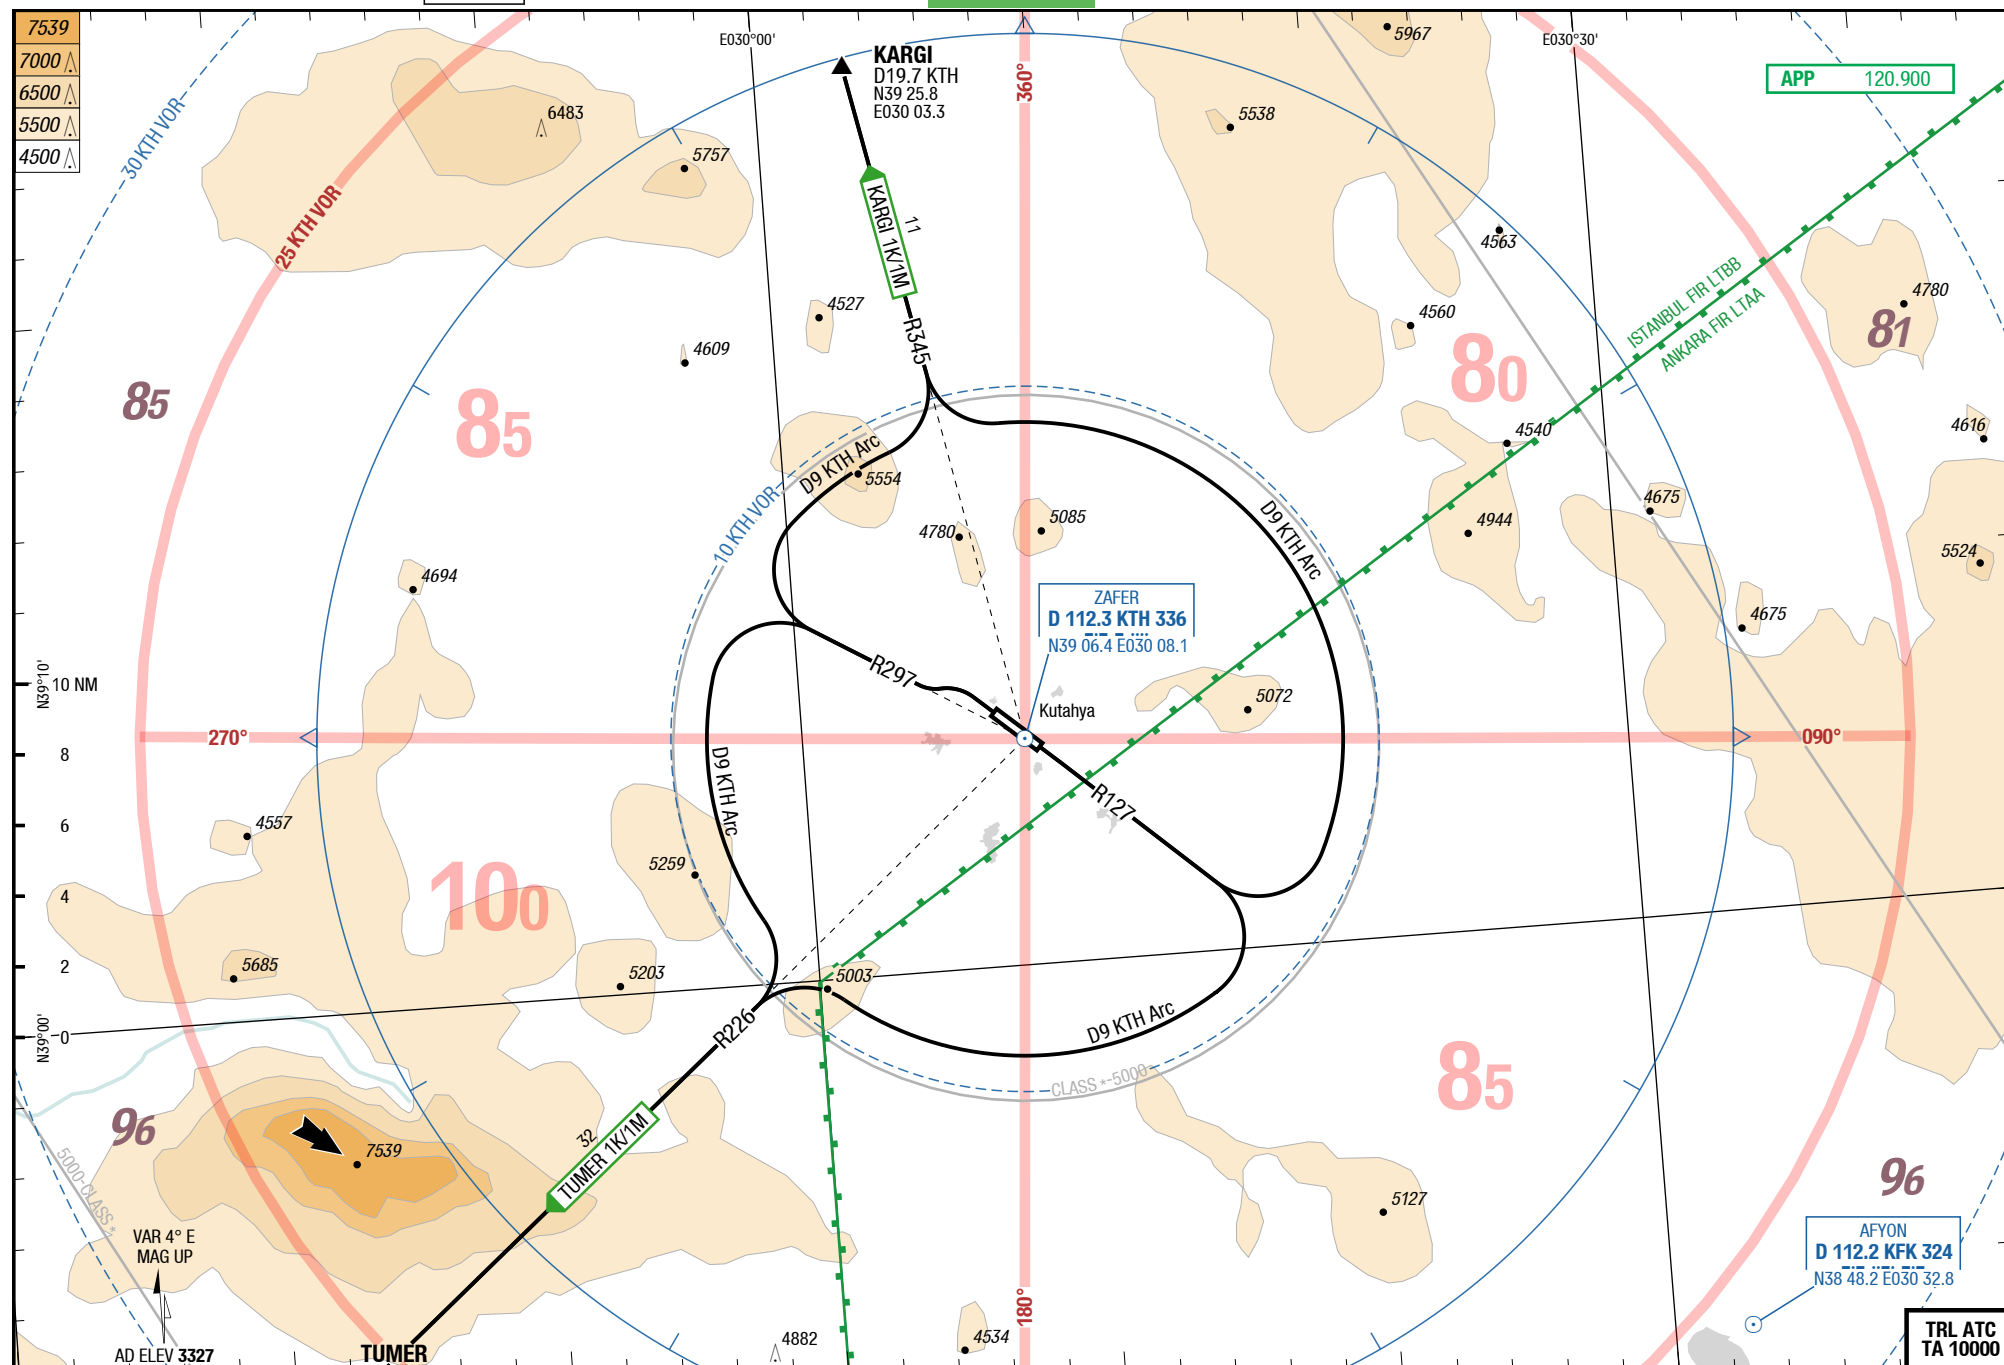 7539
7000
6500
5500
4500
E030°00'
E030°30'
KARGI
D19.7 KTH
N39 25.8
E030 03.3
360°
5967
APP 120.900
30 KTH VOR
25 KTH VOR
6483
5757
5538
4563
KARGI 1K/1M
11
R345
4527
4609
4560
4780
81
ISTANBUL FIR LTBB
ANKARA FIR LTAA
85
85
80
4616
4540
D9 KTH Arc
5554
10 KTH VOR
4780
5085
D9 KTH Arc
4944
4675
5524
4694
4675
ZAFER
D 112.3 KTH 336
N39 06.4 E030 08.1
R297
Kutahya
5072
N39°10'
10 NM
8
6
4
2
0
N39°00'
270°
090°
D9 KTH Arc
R127
4557
5259
100
5685
5203
5003
R226
D9 KTH Arc
CLASS *-5000
85
96
7539
32
TUMER 1K/1M
5000-CLASS *
5127
96
VAR 4° E
MAG UP
AFYON
D 112.2 KFK 324
N38 48.2 E030 32.8
180°
4882
4534
AD ELEV 3327
TUMER
TRL ATC
TA 10000